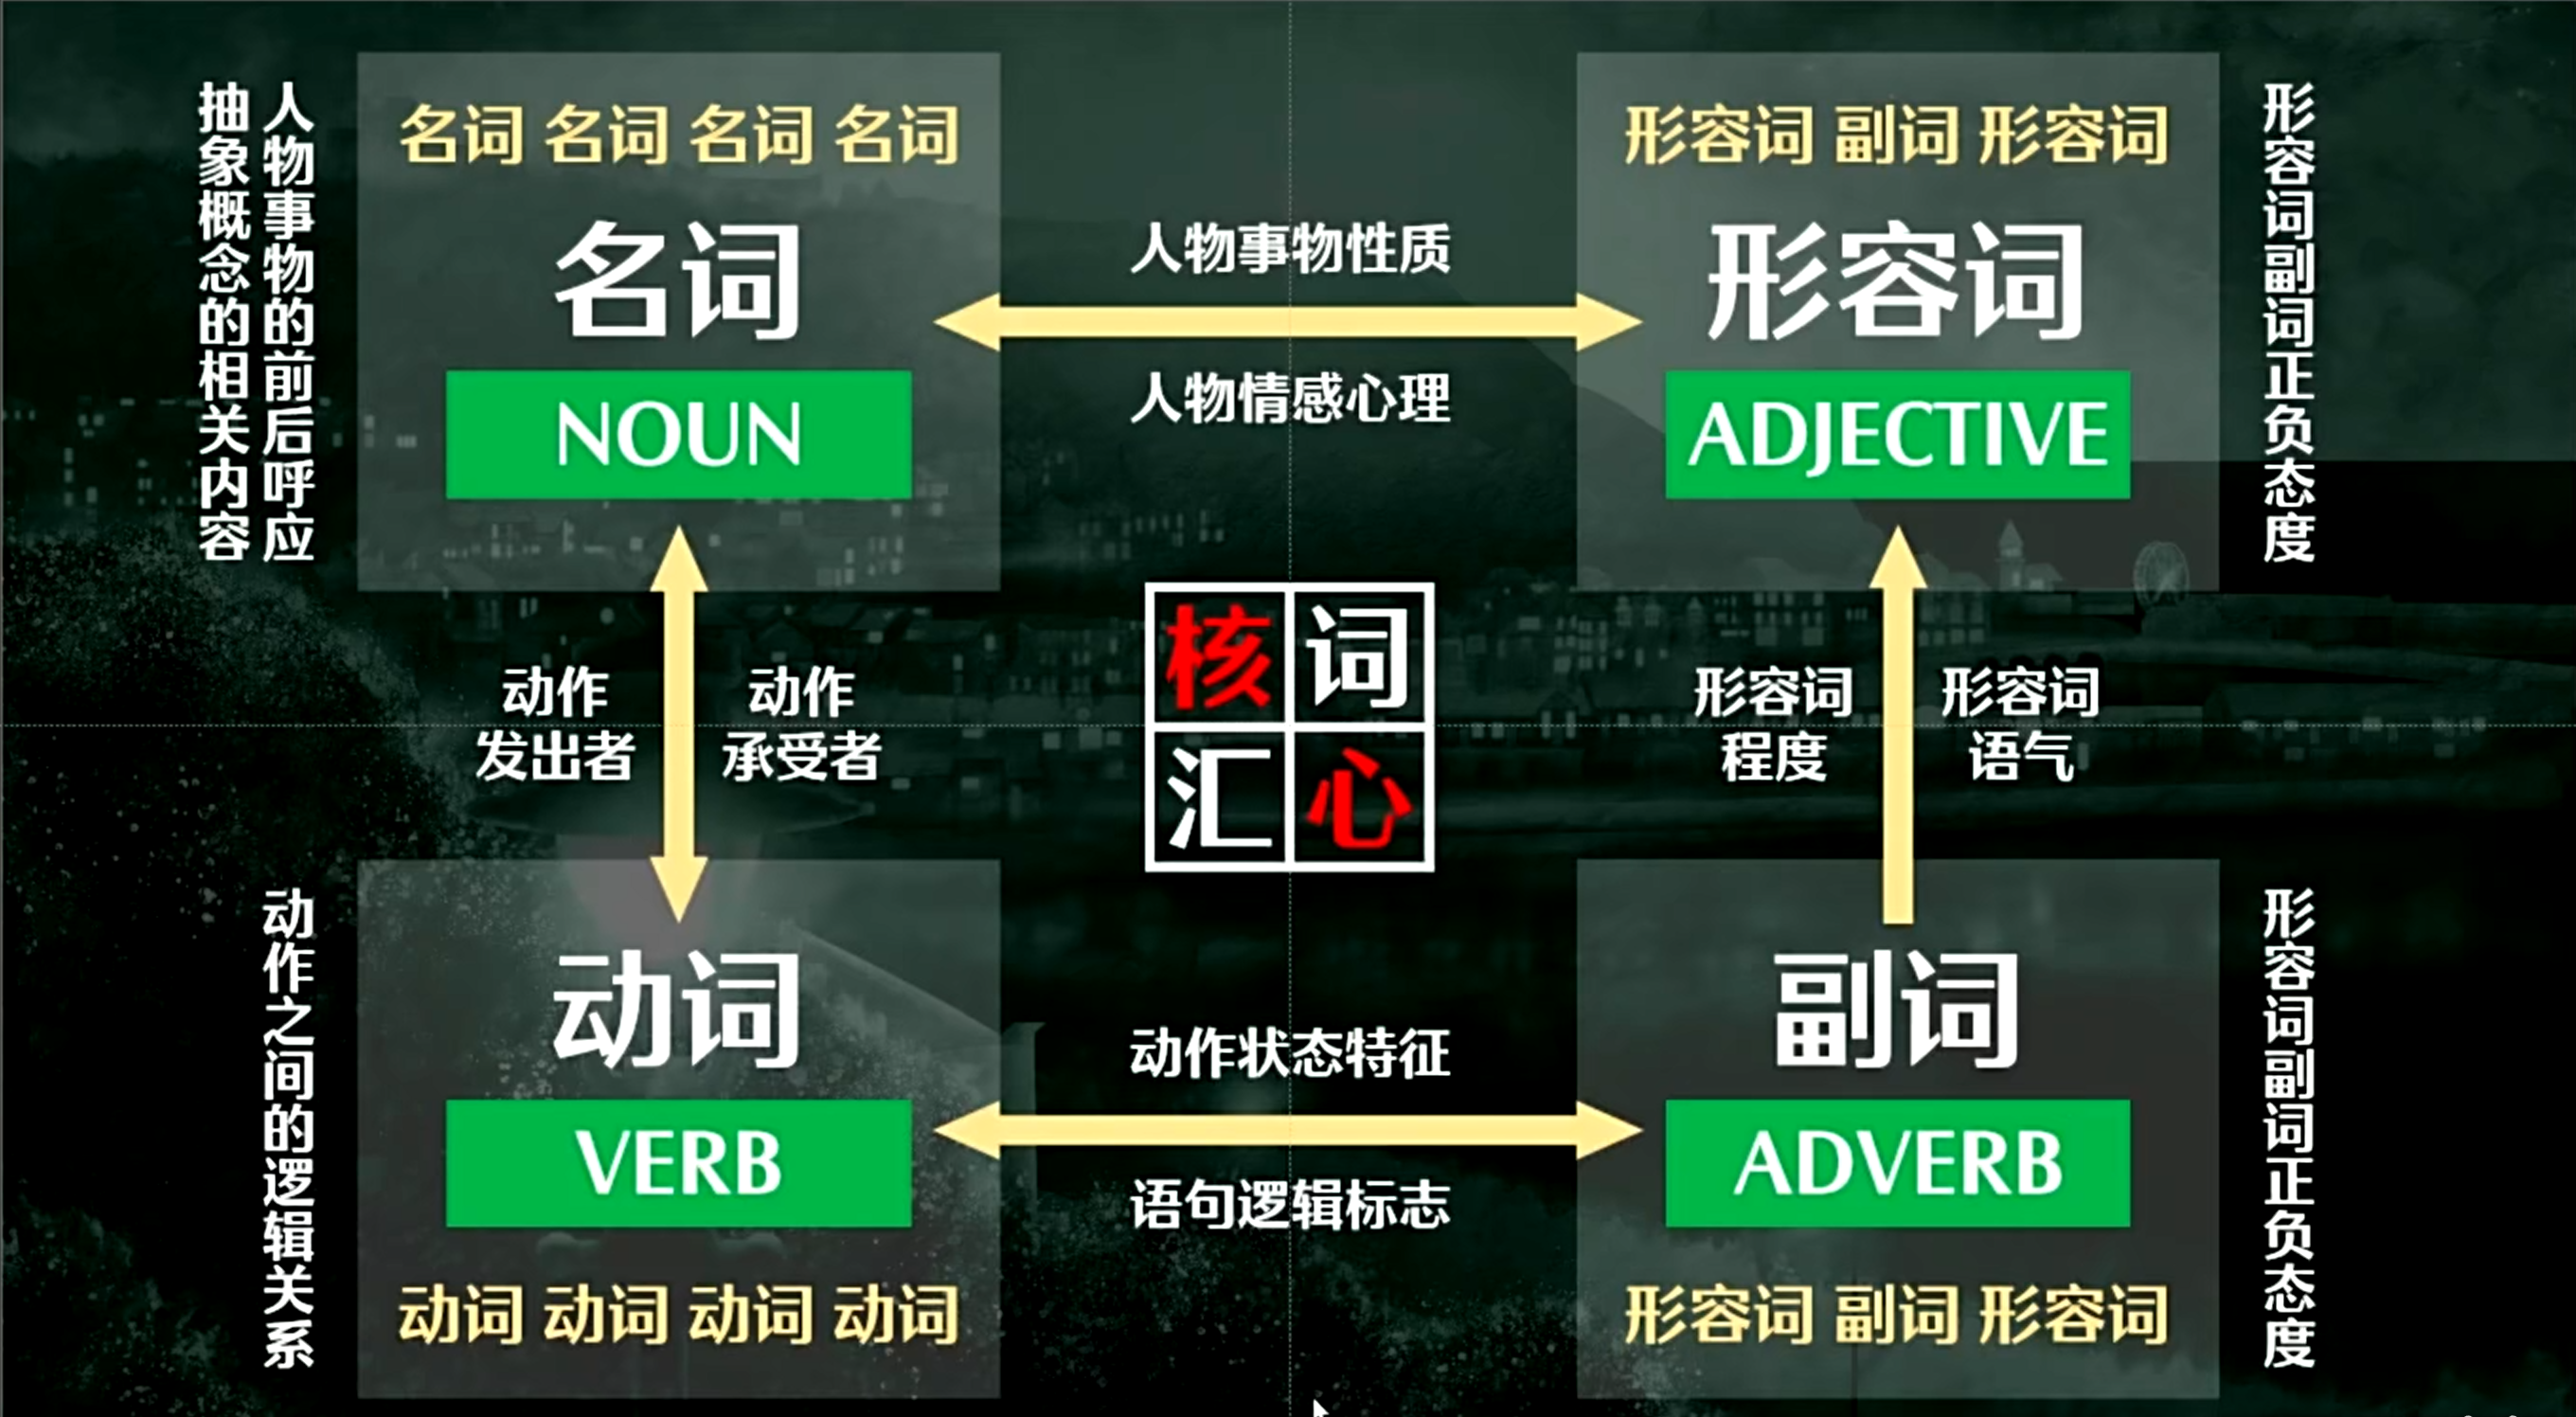 人物事物的前后呼应
抽象概念的相关内容
名词 名词 名词 名词
名词
NOUN
人物事物性质
人物情感心理
形容词 副词 形容词
形容词
ADJECTIVE
形容词副词正负态度
动作
发出者
动作
承受者
核词
汇心
形容词
程度
形容词
语气
动作之间的逻辑关系
动词
VERB
动词 动词 动词 动词
动作状态特征
语句逻辑标志
副词
ADVERB
形容词 副词 形容词
形容词副词正负态度